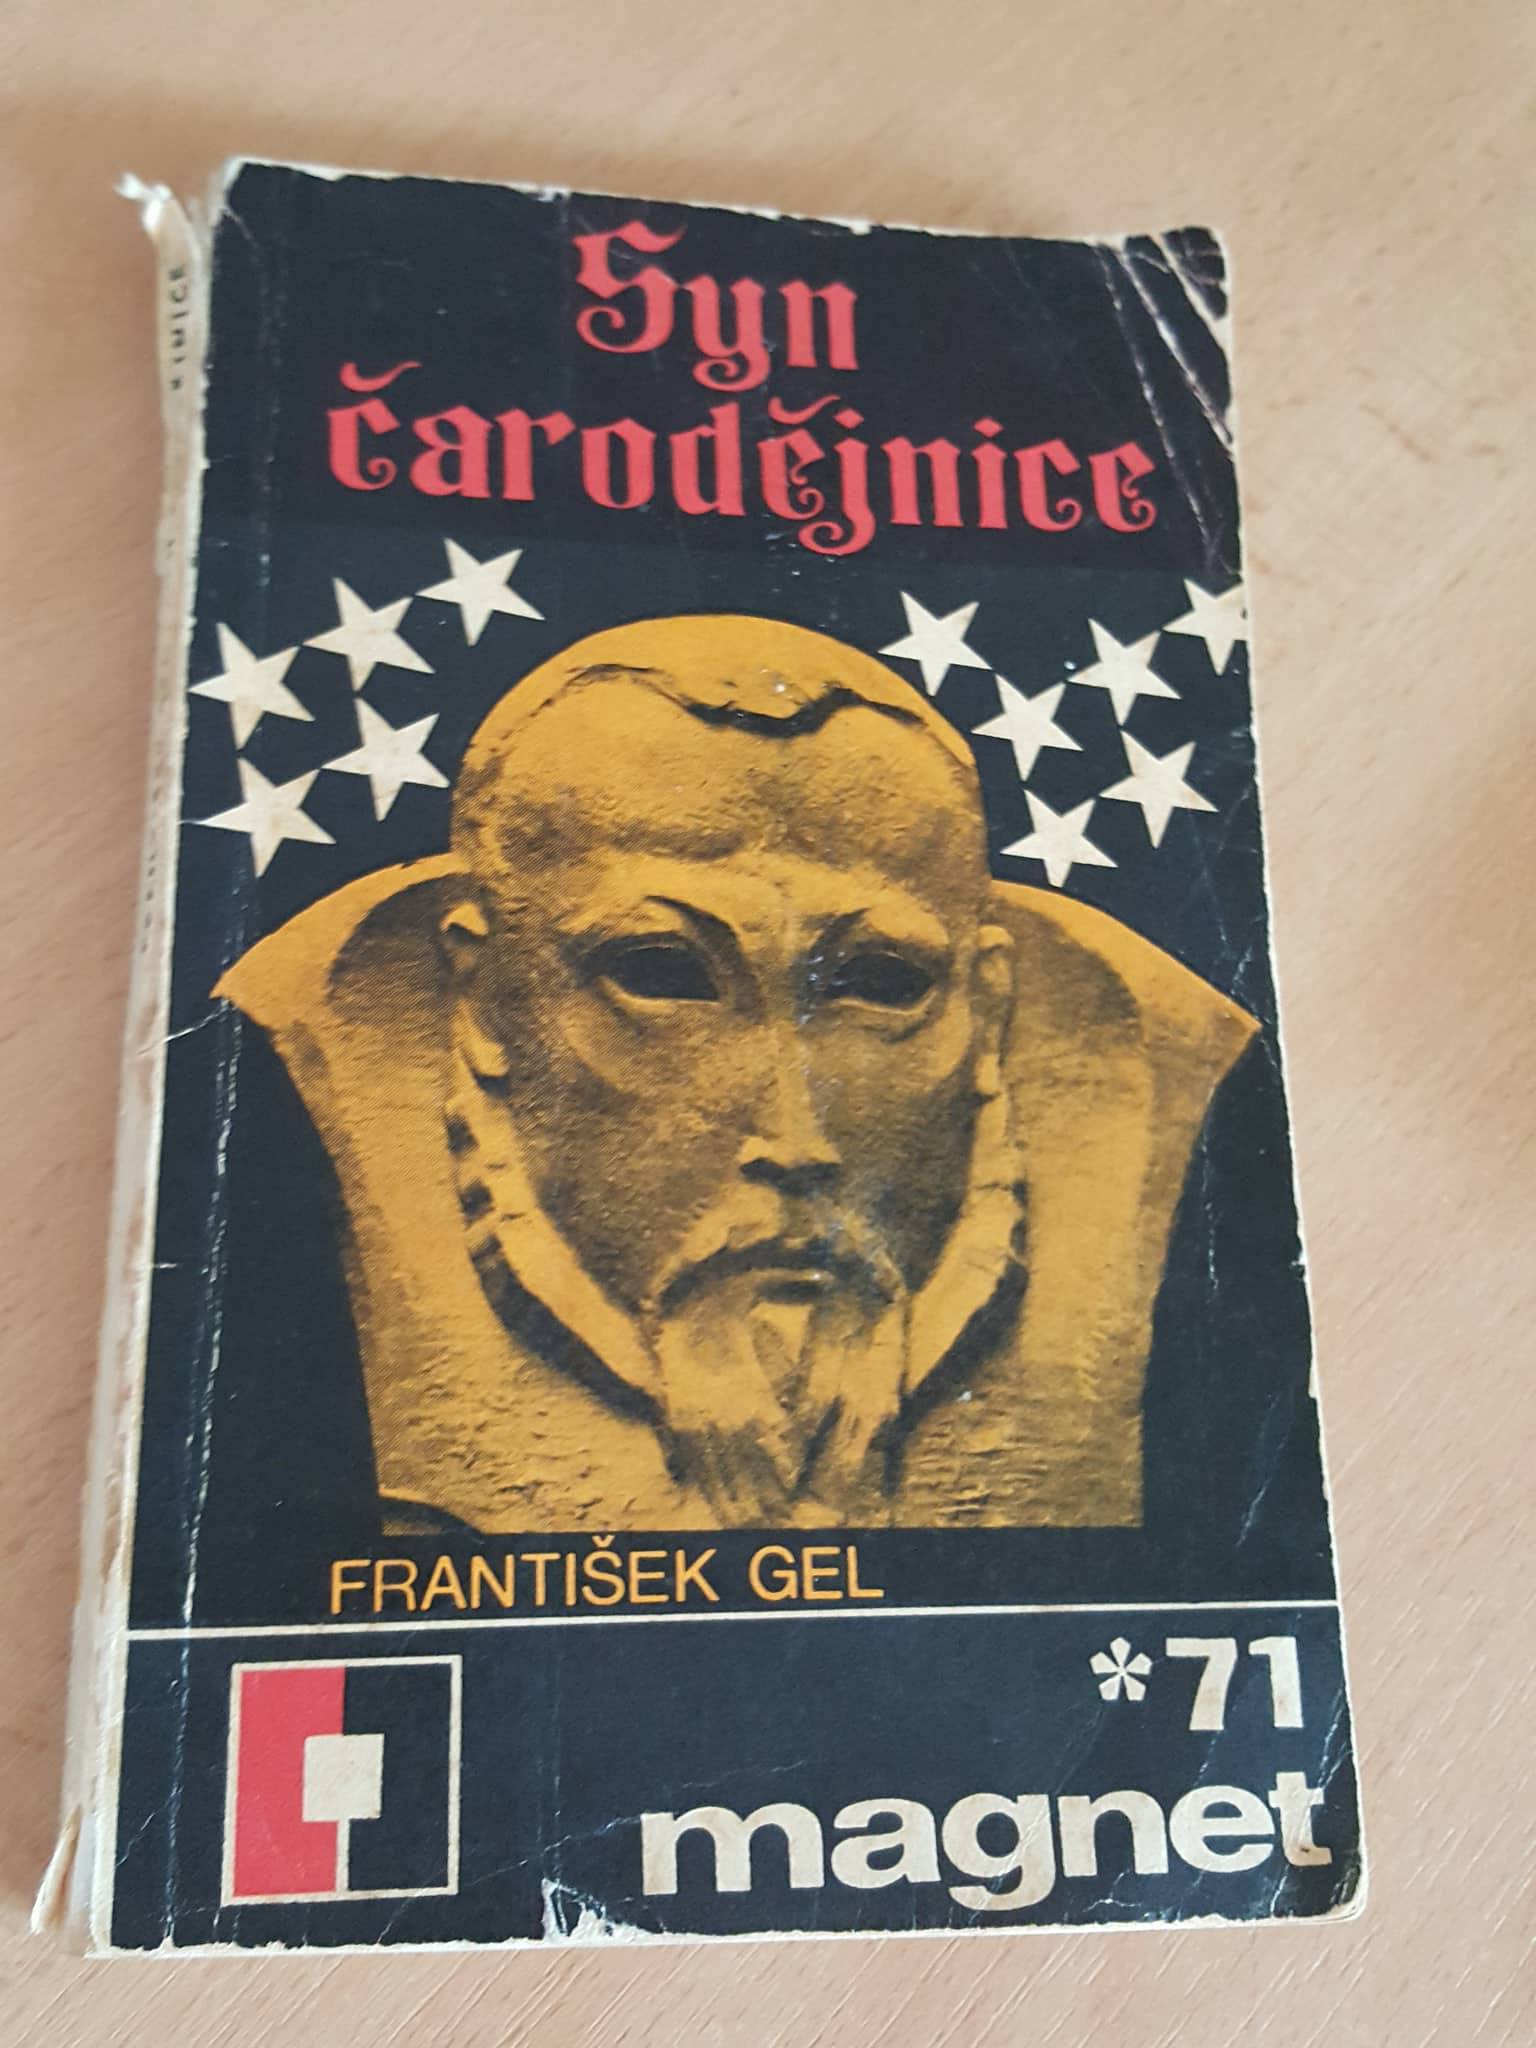 Syn
čarodějnice
FRANTIŠEK GEL
*71
magnet